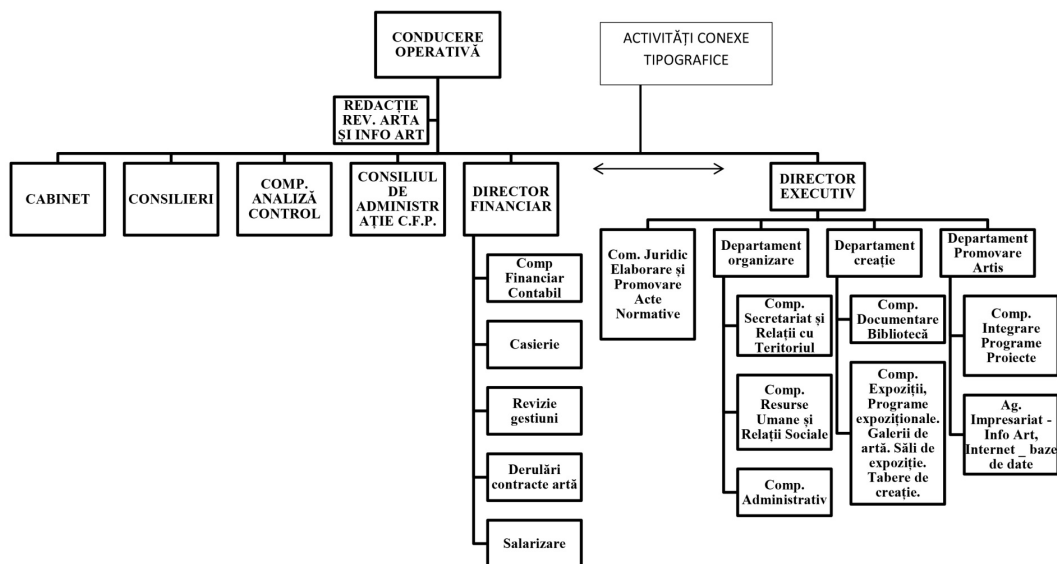 CONDUCERE
OPERATIVĂ
ACTIVITĂȚI CONEXE
TIPOGRAFICE
REDACȚIE
REV. ARTA
ȘI INFO ART
CABINET
CONSILIERI
COMP.
ANALIZĂ
CONTROL
CONSILIUL
DE
ADMINISTR
AȚIE C.F.P.
DIRECTOR
FINANCIAR
DIRECTOR
EXECUTIV
Comp
Financiar
Contabil
Casierie
Revizie
gestiuni
Derulări
contracte artă
Salarizare
Com. Juridic
Elaborare și
Promovare
Acte
Normative
Departament
organizare
Comp.
Secretariat și
Relații cu
Teritoriul
Comp.
Resurse
Umane și
Relații Sociale
Comp.
Administrativ
Departament
creație
Comp.
Documentare
Bibliotecă
Comp.
Expoziții,
Programe
expoziționale.
Galerii de
artă. Săli de
expoziție.
Tabere de
creație.
Departament
Promovare
Artis
Comp.
Integrare
Programe
Proiecte
Ag.
Impresariat -
Info Art,
Internet _ baze
de date